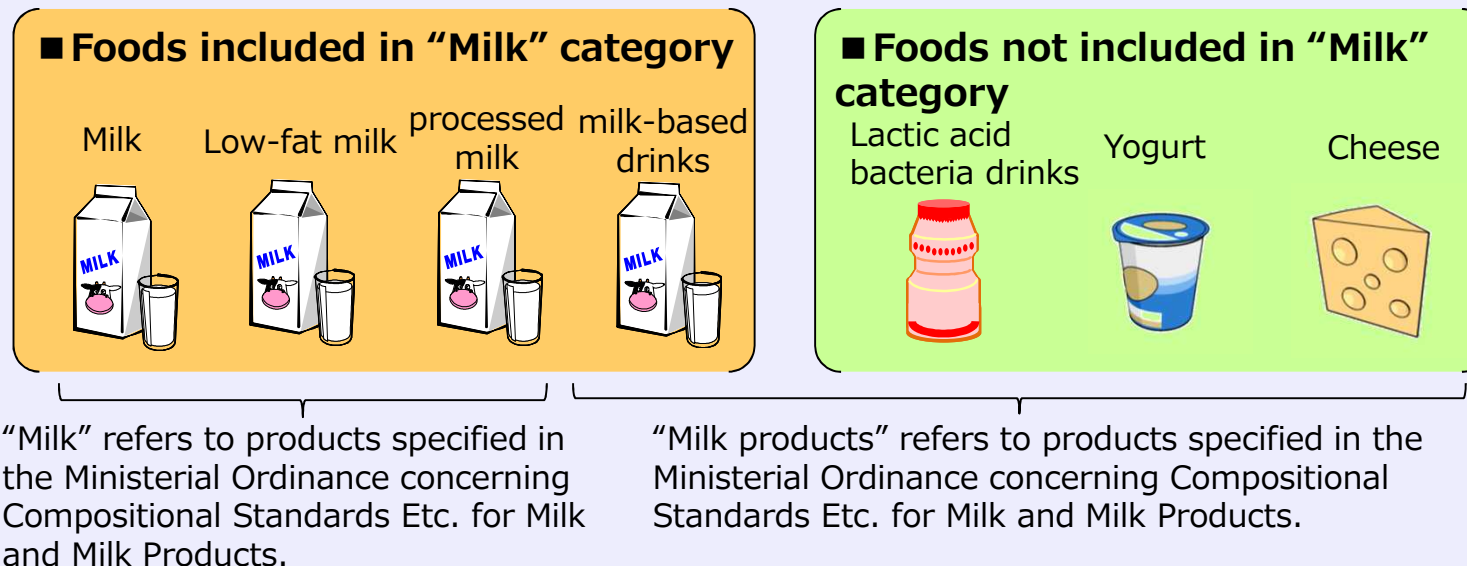 ■Foods included in “Milk” category
Milk
Low-fat milk
processed
milk
milk-based
drinks
MILK
MILK
MILK
MILK
■Foods not included in “Milk”
category
Lactic acid
bacteria drinks
Yogurt
Cheese
“Milk” refers to products specified in
the Ministerial Ordinance concerning
Compositional Standards Etc. for Milk
and Milk Products.
“Milk products” refers to products specified in the
Ministerial Ordinance concerning Compositional
Standards Etc. for Milk and Milk Products.